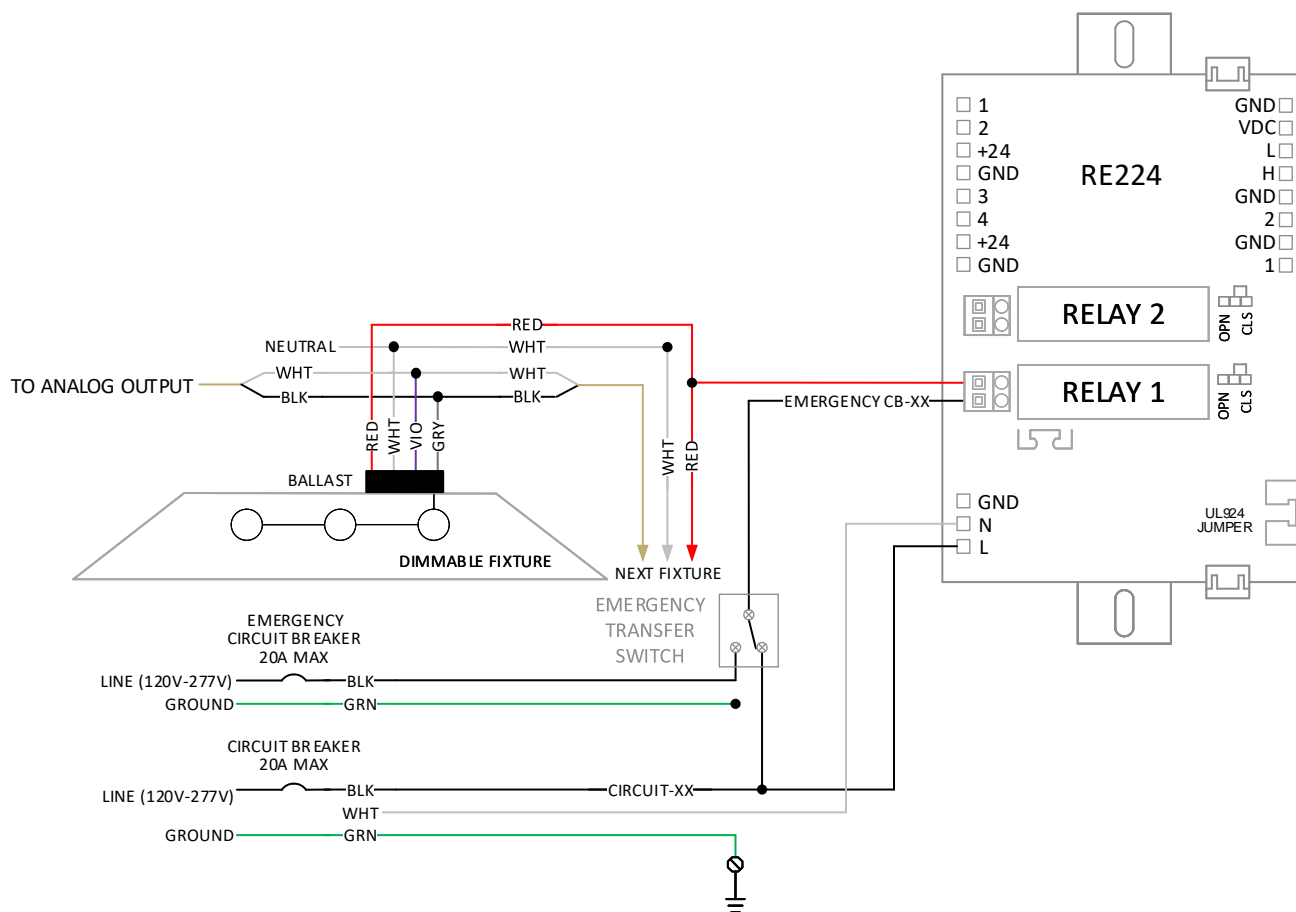 1
2
+24
GND
3
4
+24
GND
RE224
GND
VDC
L
H
GND
2
GND
1
RELAY 2
OPN
CLS
RELAY 1
OPN
CLS
GND
N
L
UL924
JUMPER
RED
NEUTRAL
WHT
WHT
WHT
TO ANALOG OUTPUT
BLK
BLK
EMERGENCY CB-XX
RED
WHT
VIO
GRY
WHT
RED
BALLAST
DIMMABLE FIXTURE
NEXT FIXTURE
EMERGENCY
TRANSFER
SWITCH
EMERGENCY
CIRCUIT BREAKER
20A MAX
LINE (120V-277V)
BLK
GROUND
GRN
CIRCUIT BREAKER
20A MAX
LINE (120V-277V)
BLK
CIRCUIT-XX
WHT
GROUND
GRN